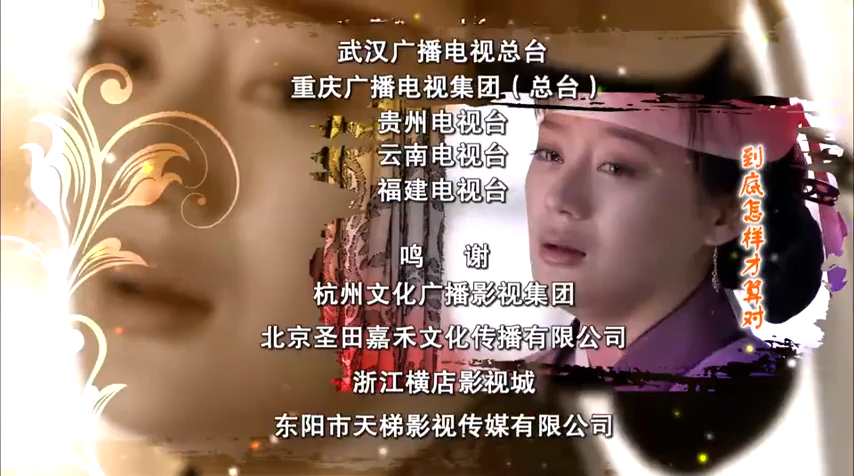 武汉广播电视总台
重庆广播电视集团（总台）
贵州电视台
云南电视台
福建电视台
鸣 谢
杭州文化广播影视集团
北京圣田嘉禾文化传播有限公司
浙江横店影视城
东阳市天梯影视传媒有限公司
到底怎样才算对